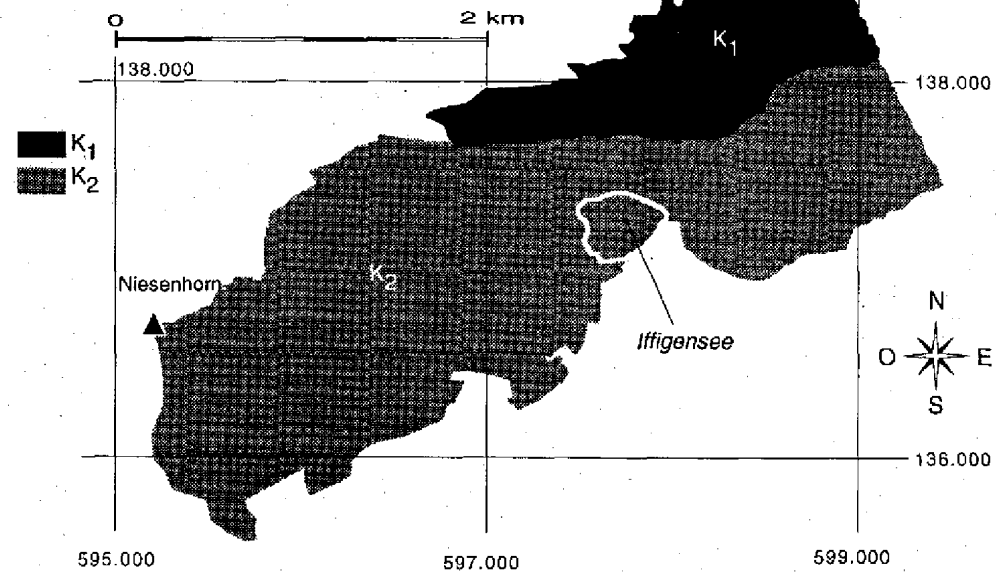 0 2 km
K1
138.000 138.000
K1
K2
Niesenhorn
K2
Iffigensee
N
O E
S
136.000
595.000 597.000 599.000